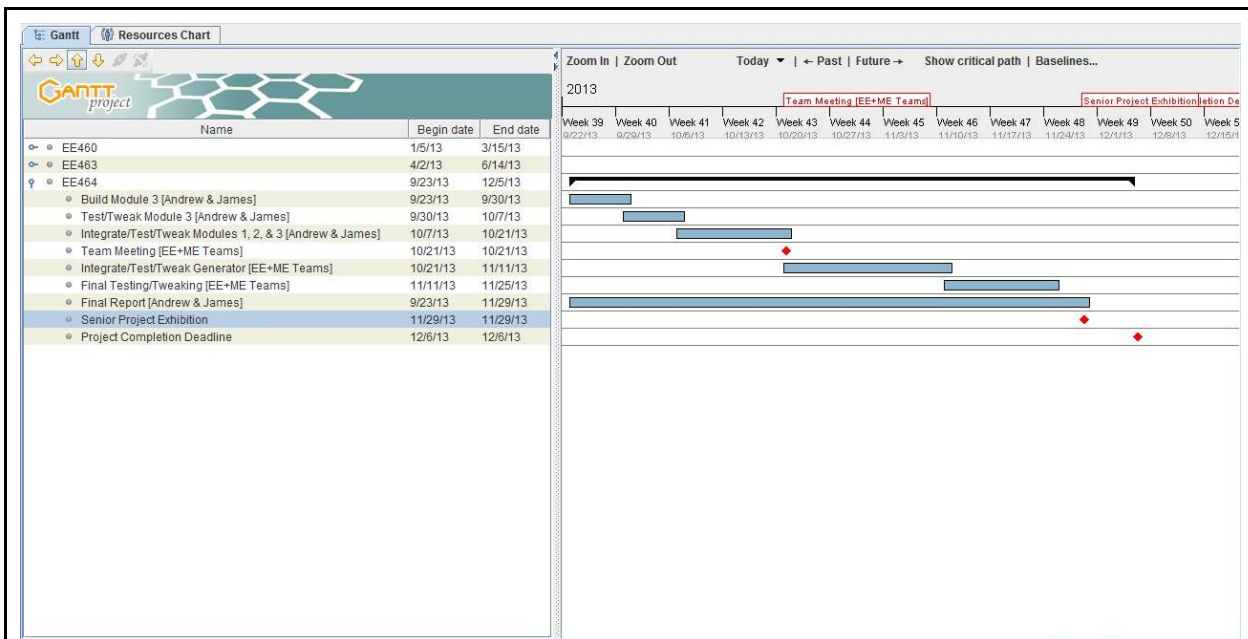 Gantt Resources Chart
GANTT project
Zoom In | Zoom Out Today | ← Past | Future → Show critical path | Baselines...
2013
Team Meeting [EE+ME Teams] Senior Project Exhibition letion De
Week 39 Week 40 Week 41 Week 42 Week 43 Week 44 Week 45 Week 46 Week 47 Week 48 Week 49 Week 50 Week 5
9/22/13 9/29/13 10/6/13 10/13/13 10/20/13 10/27/13 11/3/13 11/10/13 11/17/13 11/24/13 12/1/13 12/8/13 12/15/1
Name Begin date End date
EE460 1/5/13 3/15/13
EE463 4/2/13 6/14/13
EE464 9/23/13 12/5/13
Build Module 3 [Andrew & James] 9/23/13 9/30/13
Test/Tweak Module 3 [Andrew & James] 9/30/13 10/7/13
Integrate/Test/Tweak Modules 1, 2, & 3 [Andrew & James] 10/7/13 10/21/13
Team Meeting [EE+ME Teams] 10/21/13 10/21/13
Integrate/Test/Tweak Generator [EE+ME Teams] 10/21/13 11/11/13
Final Testing/Tweaking [EE+ME Teams] 11/11/13 11/25/13
Final Report [Andrew & James] 9/23/13 11/29/13
Senior Project Exhibition 11/29/13 11/29/13
Project Completion Deadline 12/6/13 12/6/13